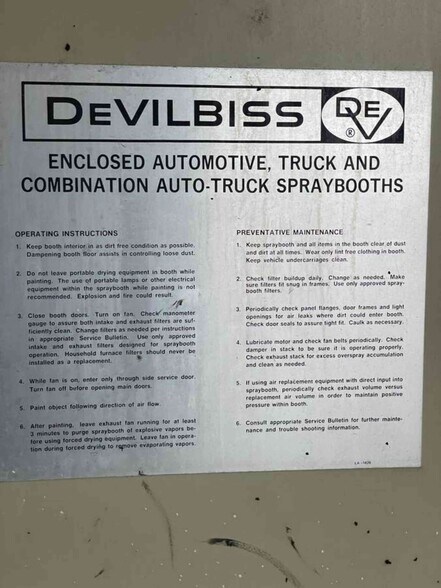 DEVILBISS
DEV
®
ENCLOSED AUTOMOTIVE, TRUCK AND
COMBINATION AUTO-TRUCK SPRAYBOOTHS
OPERATING INSTRUCTIONS
1. Keep booth interior in as dirt free condition as possible.
Dampening booth floor assists in controlling loose dust.
2. Do not leave portable drying equipment in booth while
painting. The use of portable lamps or other electrical
equipment within the spraybooth while painting is not
recommended. Explosion and fire could result.
3. Close booth doors. Turn on fan. Check manometer
gauge to assure both intake and exhaust filters are suf-
ficiently clean. Change filters as needed per instructions
in appropriate Service Bulletin. Use only approved
intake and exhaust filters designed for spraybooth
operation. Household furnace filters should never be
installed as a replacement.
4. While fan is on, enter only through side service door.
Turn fan off before opening main doors.
5. Paint object following direction of air flow.
6. After painting, leave exhaust fan running for at least
3 minutes to purge spraybooth of explosive vapors be-
fore using forced drying equipment. Leave fan in opera-
tion during forced drying to remove evaporating vapors.
PREVENTATIVE MAINTENANCE
1. Keep spraybooth and all items in the booth clear of dust
and dirt at all times. Wear only lint free clothing in booth.
Keep vehicle undercarriages clean.
2. Check filter buildup daily. Change as needed. Make
sure filters fit snug in frames. Use only approved spray-
booth filters.
3. Periodically check panel flanges, door frames and light
openings for air leaks where dirt could enter booth.
Check door seals to assure tight fit. Caulk as necessary.
4. Lubricate motor and fan belts periodically. Check
damper in stack to be sure it is operating properly.
Check exhaust stack for excess overspray accumulation
and clean as needed.
5. If using air replacement equipment with direct input into
spraybooth, periodically check exhaust volume versus
replacement air volume in order to maintain positive
pressure within booth.
6. Consult appropriate Service Bulletin for further mainte-
nance and trouble shooting information.